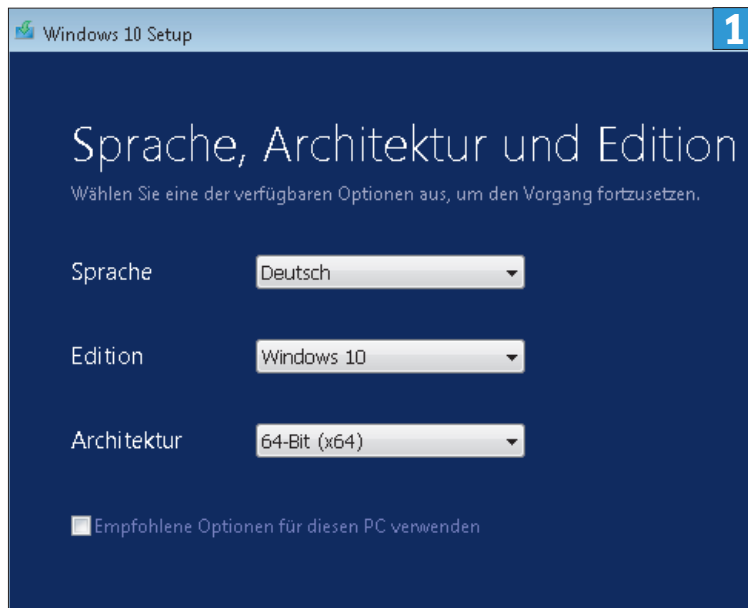 Windows 10 Setup
1
Sprache, Architektur und Edition
Wählen Sie eine der verfügbaren Optionen aus, um den Vorgang fortzusetzen.
Sprache Deutsch
Edition Windows 10
Architektur 64-Bit (x64)
Empfohlene Optionen für diesen PC verwenden